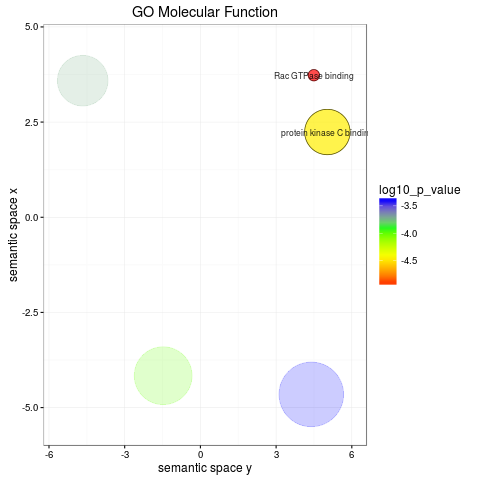 GO Molecular Function
5.0
2.5
0.0
-2.5
-5.0
semantic space x
Rac GTPase binding
protein kinase C bindin
-6
-3
0
3
6
semantic space y
log10_p_value
-3.5
-4.0
-4.5